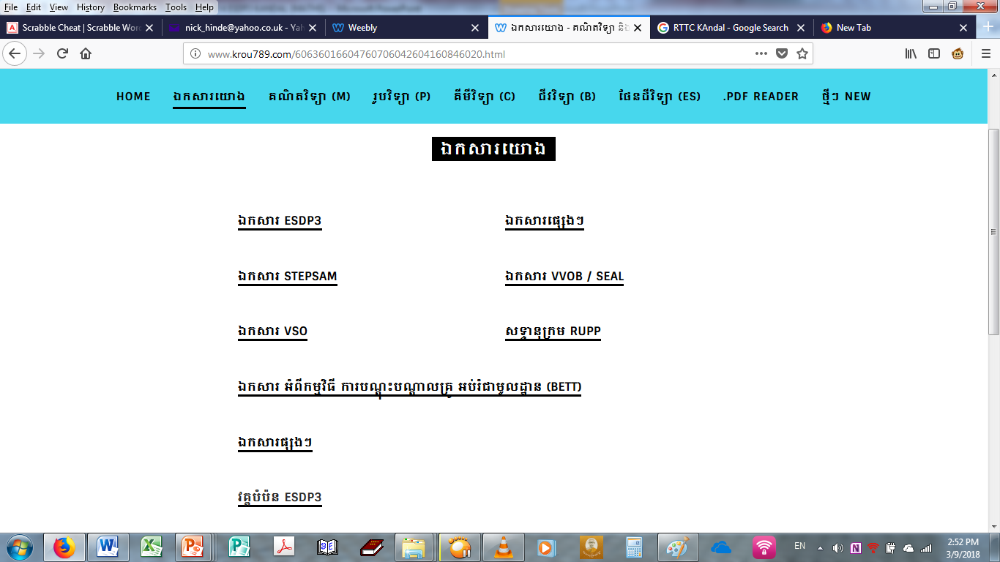 File Edit View History Bookmarks Tools Help
Scrabble Cheat | Scrabble Wor nick_hinde@yahoo.co.uk - Yah Weebly ឯកសារយោង - គណិតវិទ្យា និង RTTC KAndal - Google Search New Tab
www.krou789.com/606360166047607060426041608​46020.html
HOME ឯកសារយោង គណិតវិទ្យា (M) រូបវិទ្យា (P) គីមីវិទ្យា (C) ជីវវិទ្យា (B) ផែនដីវិទ្យា (ES) .PDF READER ថ្មីៗ NEW
ឯកសារយោង
ឯកសារ ESDP3 ឯកសារផ្សេងៗ
ឯកសារ STEPSAM ឯកសារ VVOB / SEAL
ឯកសារ VSO សទ្ទានុក្រម RUPP
ឯកសារ អំពីកម្មវិធី ការបណ្តុះបណ្តាលគ្រូ អប់រំជាមូលដ្ឋាន (BETT)
ឯកសារផ្សងៗ
វគ្គបំប៉ន ESDP3
EN 2:52 PM
3/9/2018